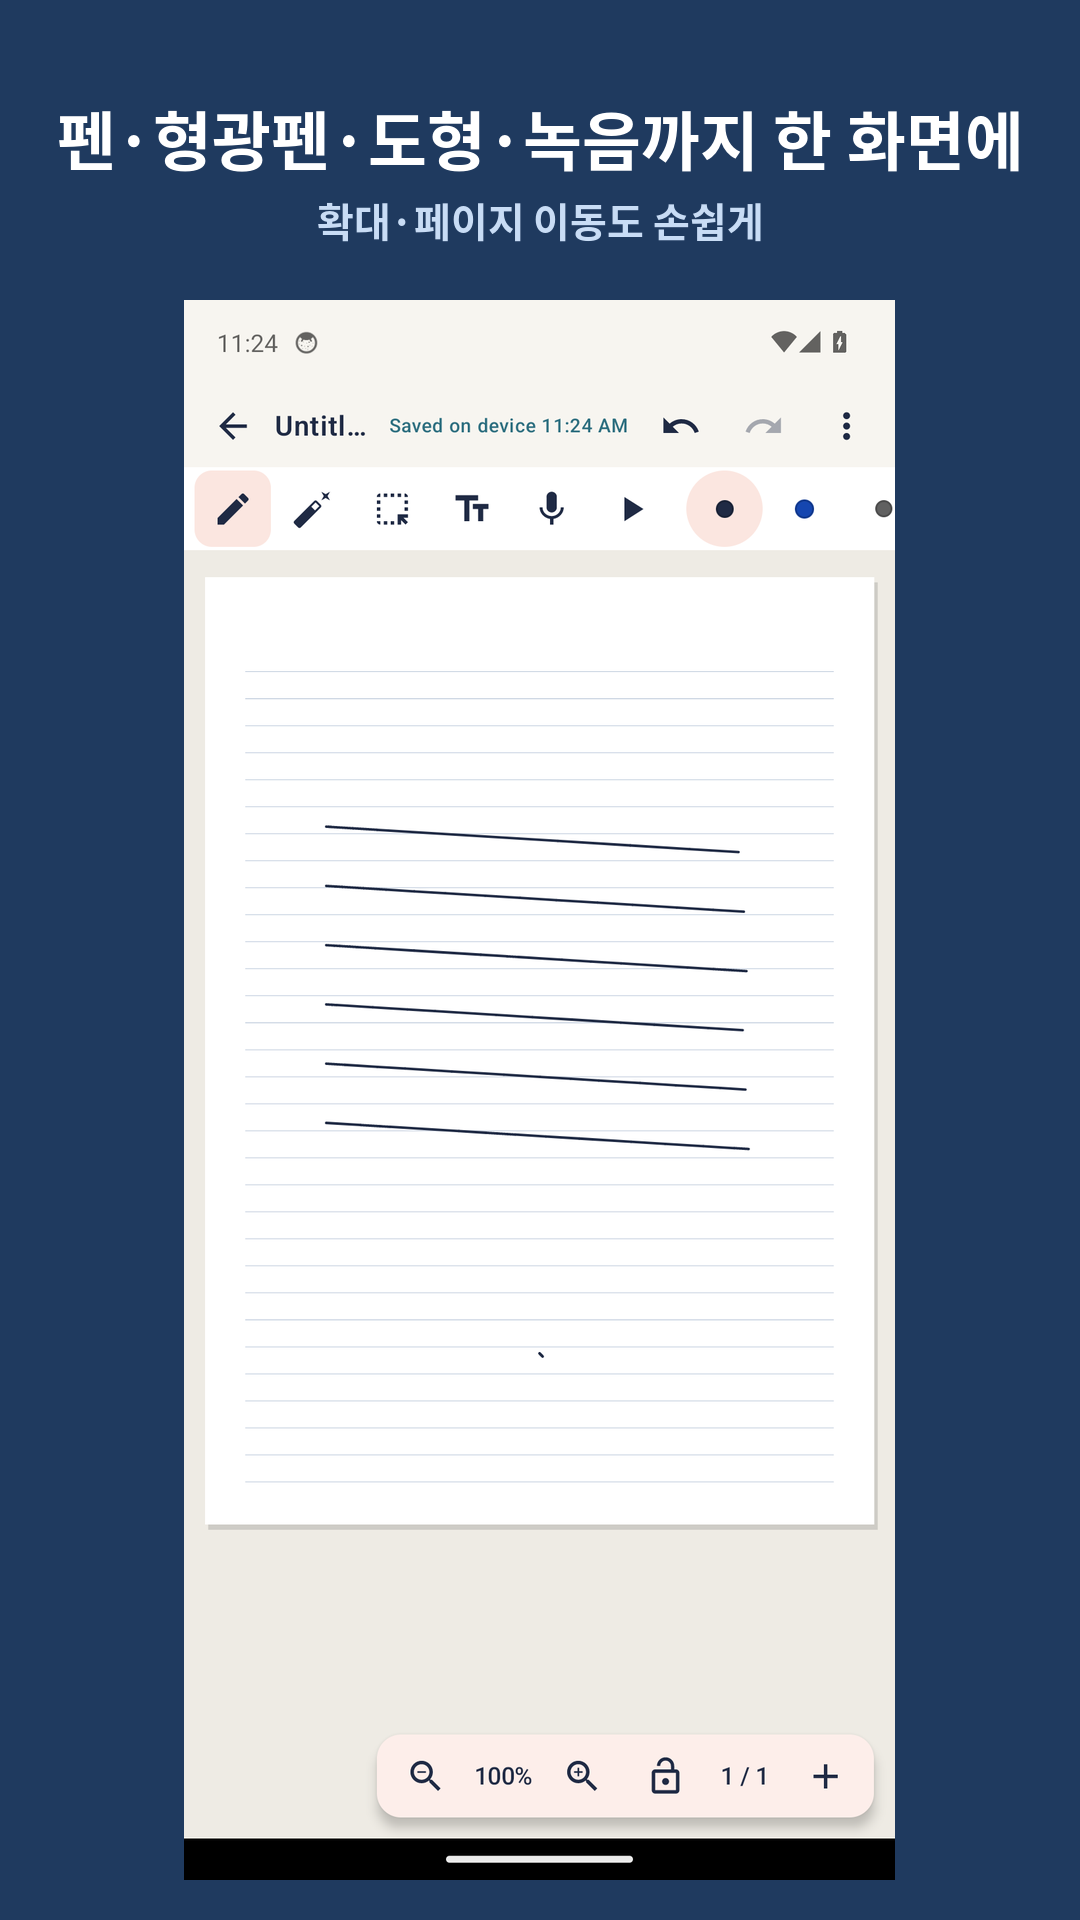 펜·형광펜·도형·녹음까지 한 화면에
확대·페이지 이동도 손쉽게
11:24
Untitl... Saved on device 11:24 AM
Tт
100% 1 / 1